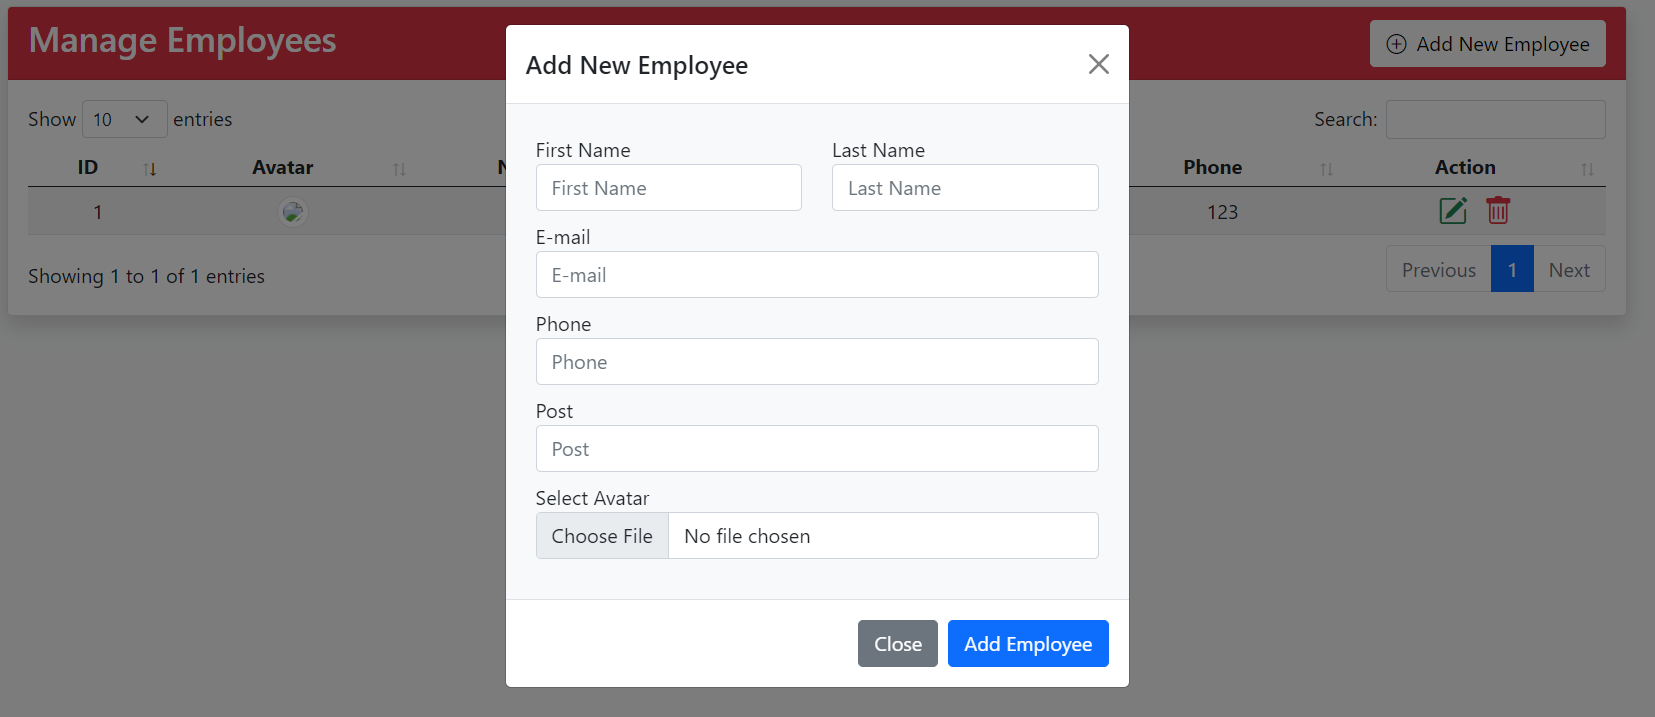 Manage Employees
Add New Employee
Show 10 entries
Search:
ID Avatar N Phone Action
1 123
Showing 1 to 1 of 1 entries
Previous 1 Next
Add New Employee
First Name Last Name
First Name Last Name
E-mail
E-mail
Phone
Phone
Post
Post
Select Avatar
Choose File No file chosen
Close Add Employee